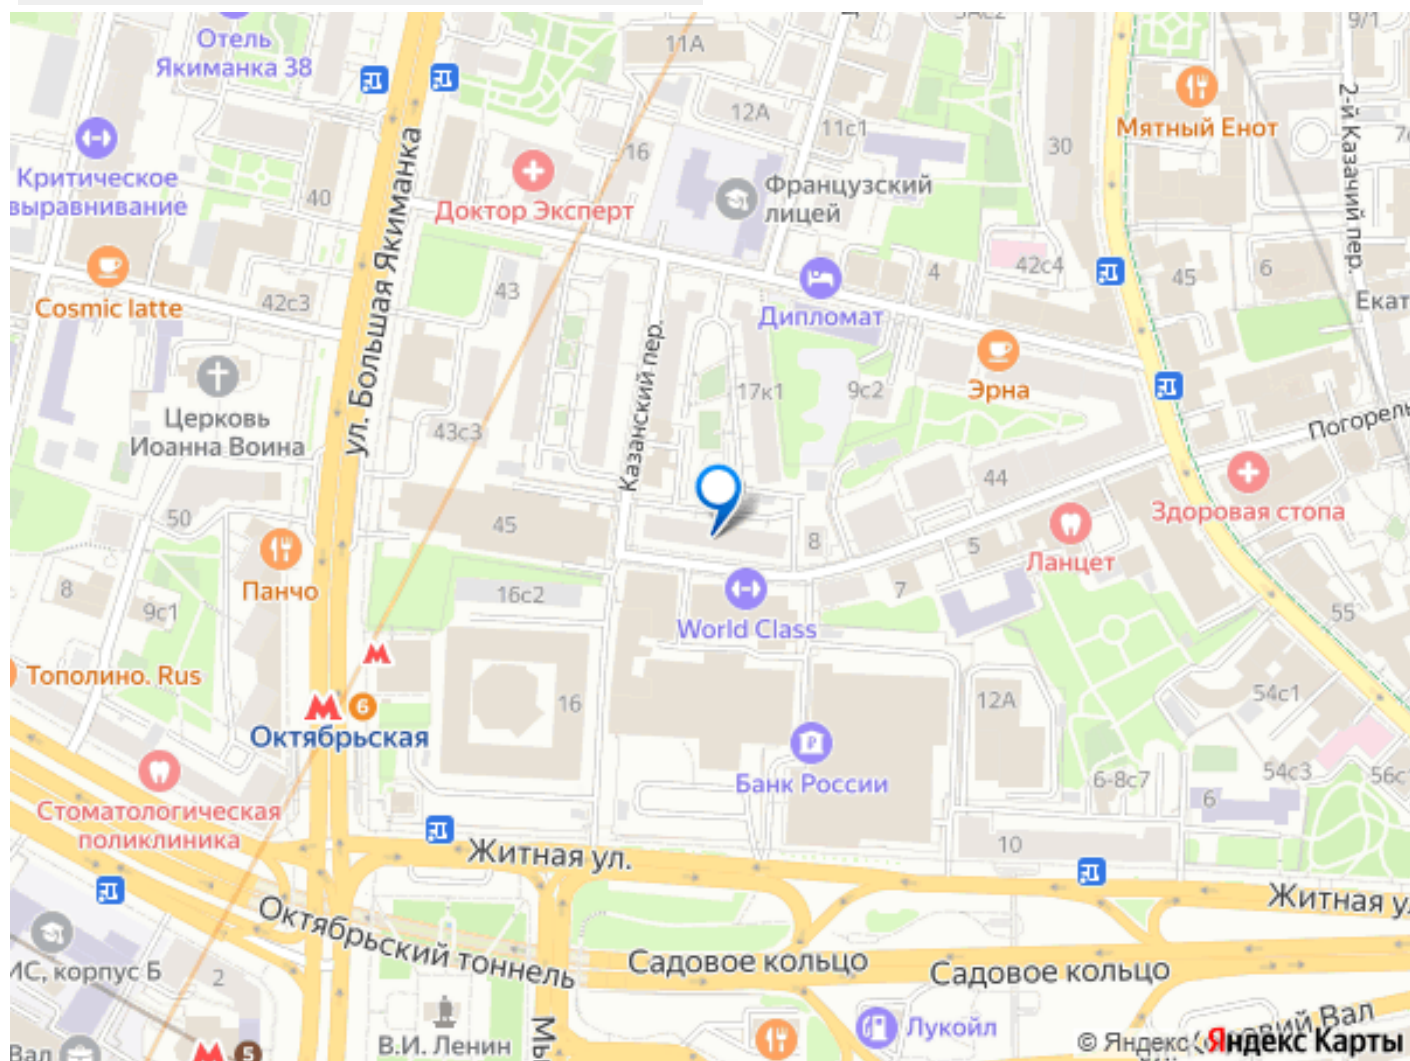 11А
9/1
Отель
Якиманка 38
12А
11с1
Мятный Енот
2-й Казачий пер.
30
16
Критическое
выравнивание
40
Доктор Эксперт
Французский
лицей
Cosmic latte
42с3
ул. Большая Якиманка
43
4
42с4
45
6
Дипломат
Казанский пер.
17к1
9с2
Эрна
Церковь
Иоанна Воина
43с3
Погорель
44
Здоровая стопа
50
45
8
5
Ланцет
Панчо
8
9с1
16с2
7
World Class
55
Тополино. Rus
6
Октябрьская
16
12А
54с1
Банк России
6-8с7
54с3
56с
6
Стоматологическая
поликлиника
Житная ул.
10
Житная у
Октябрьский тоннель
ИС, корпус Б
2
Садовое кольцо
Садовое кольцо
В.И. Ленин
Лукойл
5
Вал
© Яндекс Яндекс Карты